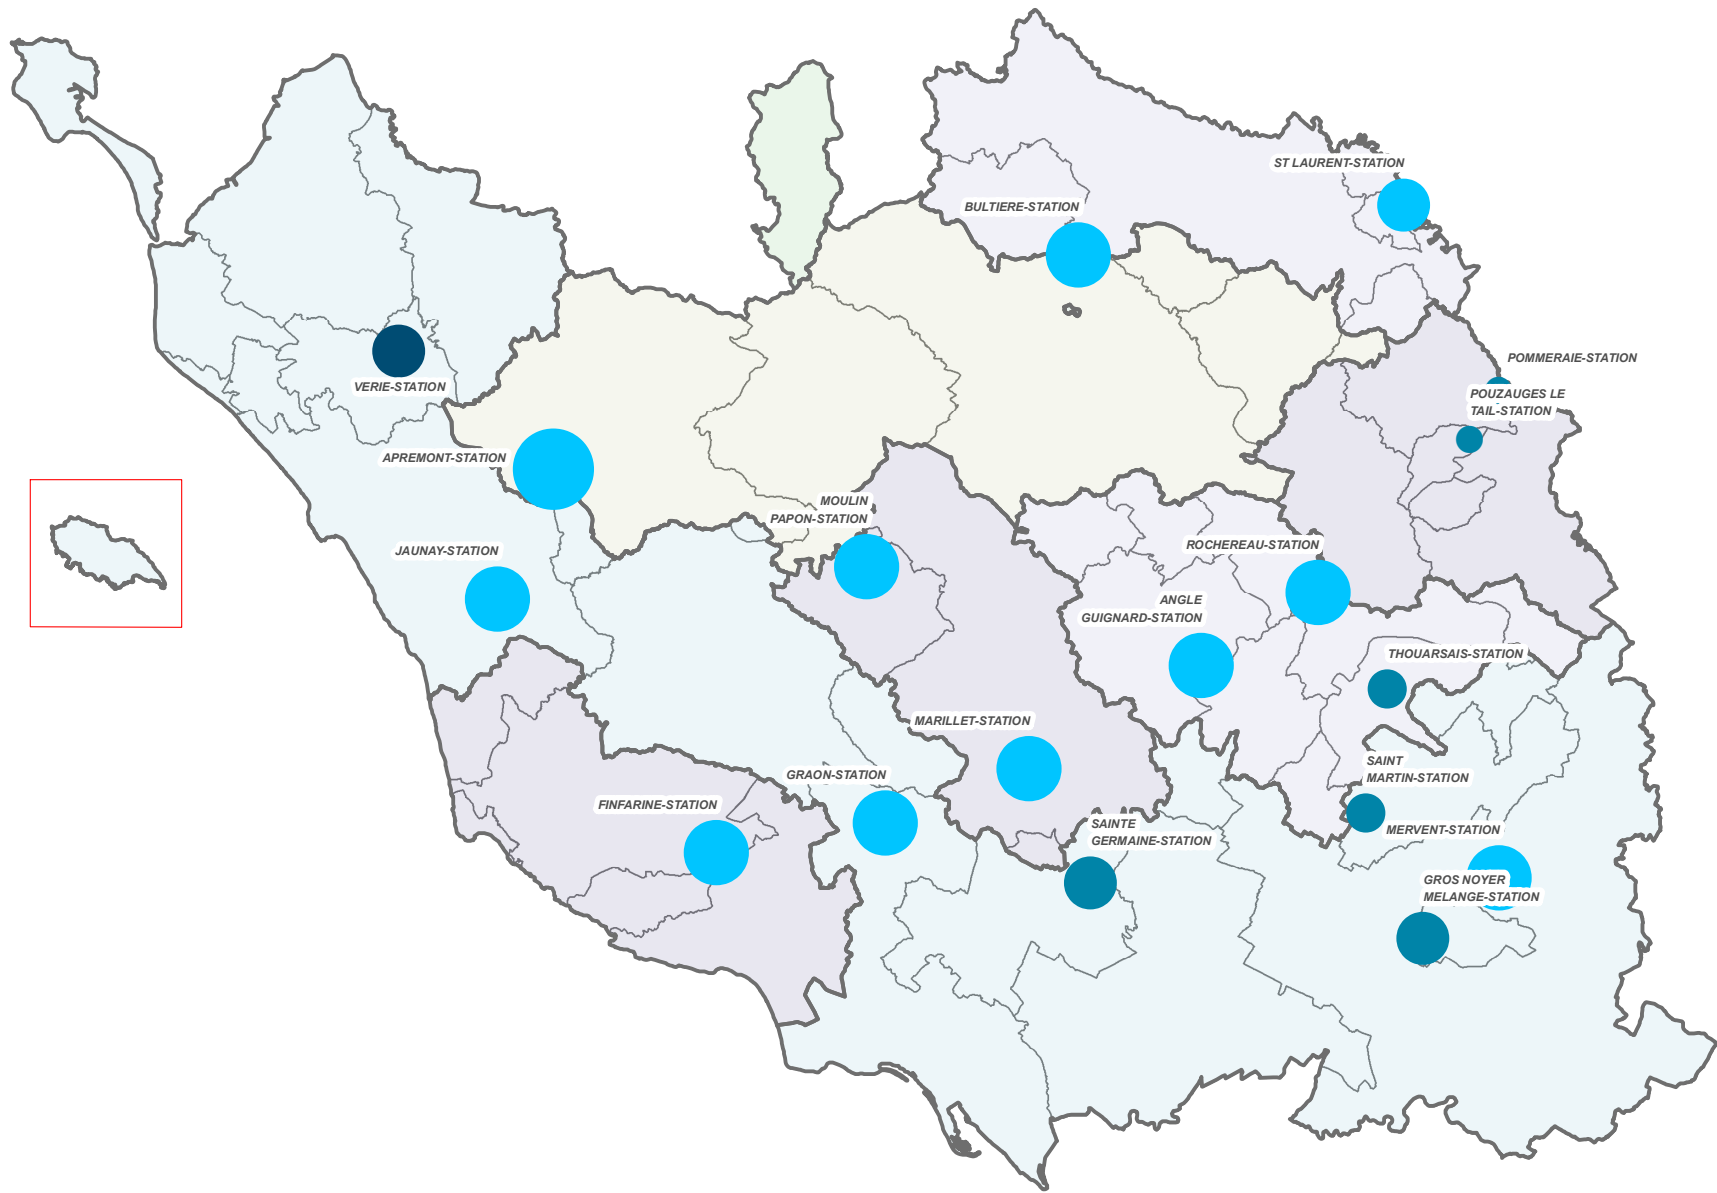 ST LAURENT-STATION
BULTIERE-STATION
POMMERAIE-STATION
VERIE-STATION
POUZAUGES LE
TAIL-STATION
APREMONT-STATION
MOULIN
PAPON-STATION
JAUNAY-STATION
ROCHEREAU-STATION
ANGLE
GUIGNARD-STATION
THOUARSAIS-STATION
MARILLET-STATION
SAINT
MARTIN-STATION
GRAON-STATION
FINFARINE-STATION
SAINTE
GERMAINE-STATION
MERVENT-STATION
GROS NOYER
MELANGE-STATION